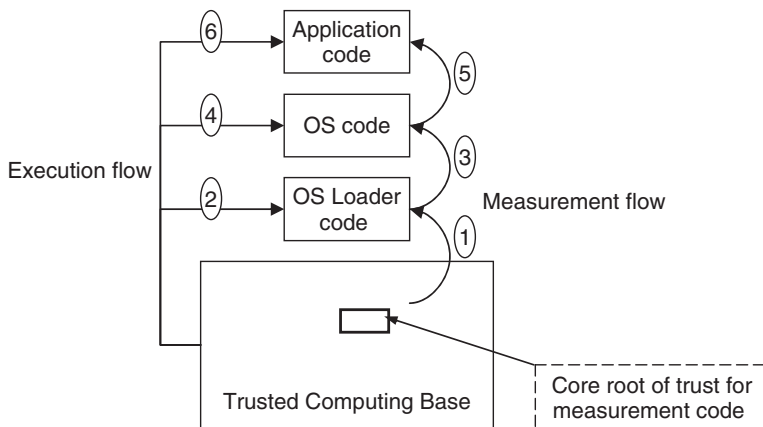 6
Application
code
5
4
OS code
3
Execution flow
2
OS Loader
code
Measurement flow
1
Core root of trust for
measurement code
Trusted Computing Base